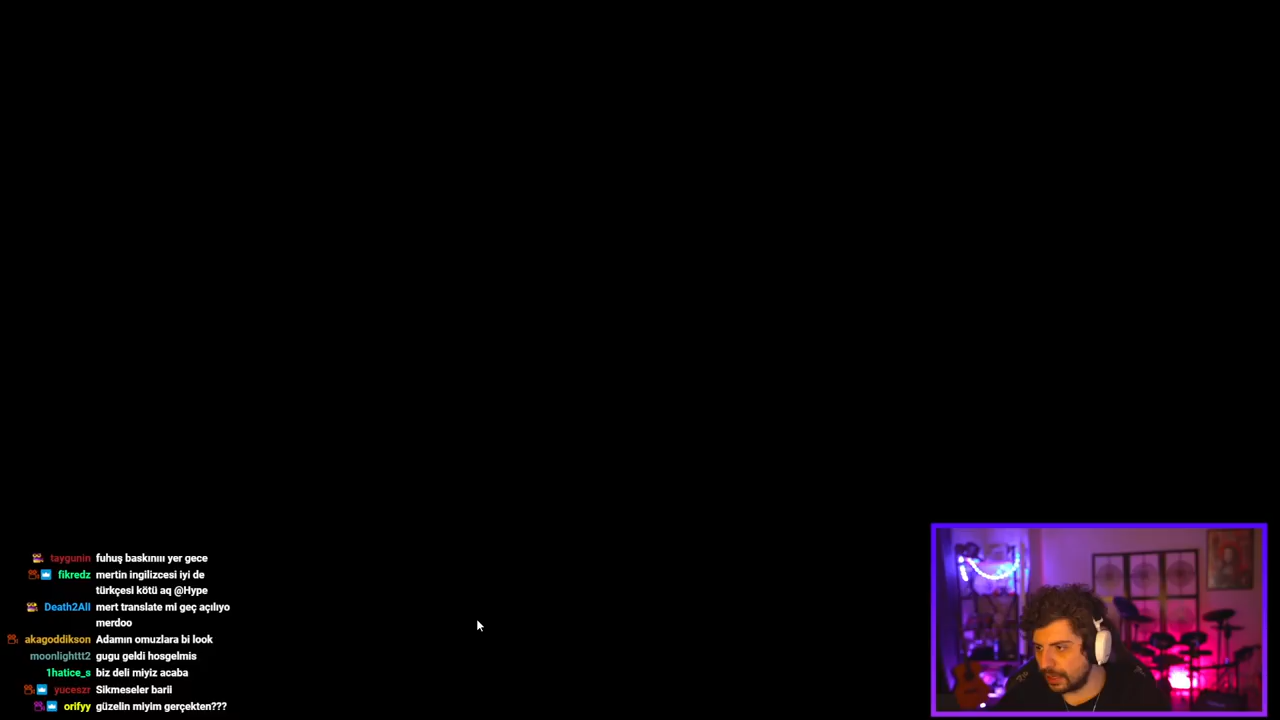 taygunin fuhuş baskınııı yer gece
fikredz mertin ingilizcesi iyi de
türkçesi kötü aq @Hype
Death2All mert translate mi geç açılıyo
merdoo
akagoddikson Adamın omuzlara bi look
moonlighttt2 gugu geldi hosgelmis
1hatice_s biz deli miyiz acaba
yuceszr Sikmeseler barii
orifyy güzelin miyim gerçekten???